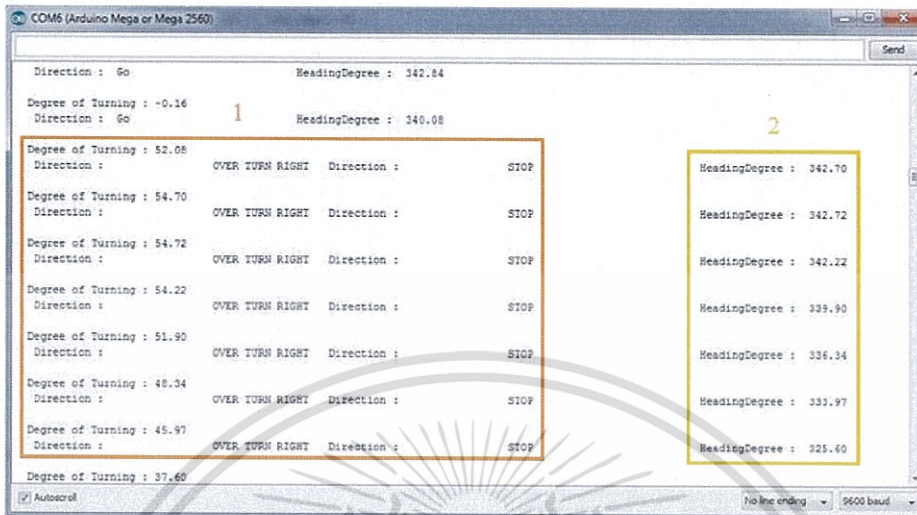 COM6 (Arduino Mega or Mega 2560)
Send
Direction : Go HeadingDegree : 342.84
Degree of Turning : -0.16
Direction : Go HeadingDegree : 340.08
1
2
Degree of Turning : 52.08
Direction : OVER TURN RIGHT Direction : STOP HeadingDegree : 342.70
Degree of Turning : 54.70
Direction : OVER TURN RIGHT Direction : STOP HeadingDegree : 342.72
Degree of Turning : 54.72
Direction : OVER TURN RIGHT Direction : STOP HeadingDegree : 342.22
Degree of Turning : 54.22
Direction : OVER TURN RIGHT Direction : STOP HeadingDegree : 339.90
Degree of Turning : 51.90
Direction : OVER TURN RIGHT Direction : STOP HeadingDegree : 336.34
Degree of Turning : 48.34
Direction : OVER TURN RIGHT Direction : STOP HeadingDegree : 333.97
Degree of Turning : 45.97
Direction : OVER TURN RIGHT Direction : STOP HeadingDegree : 325.60
Degree of Turning : 37.60
Autoscroll No line ending 9600 baud